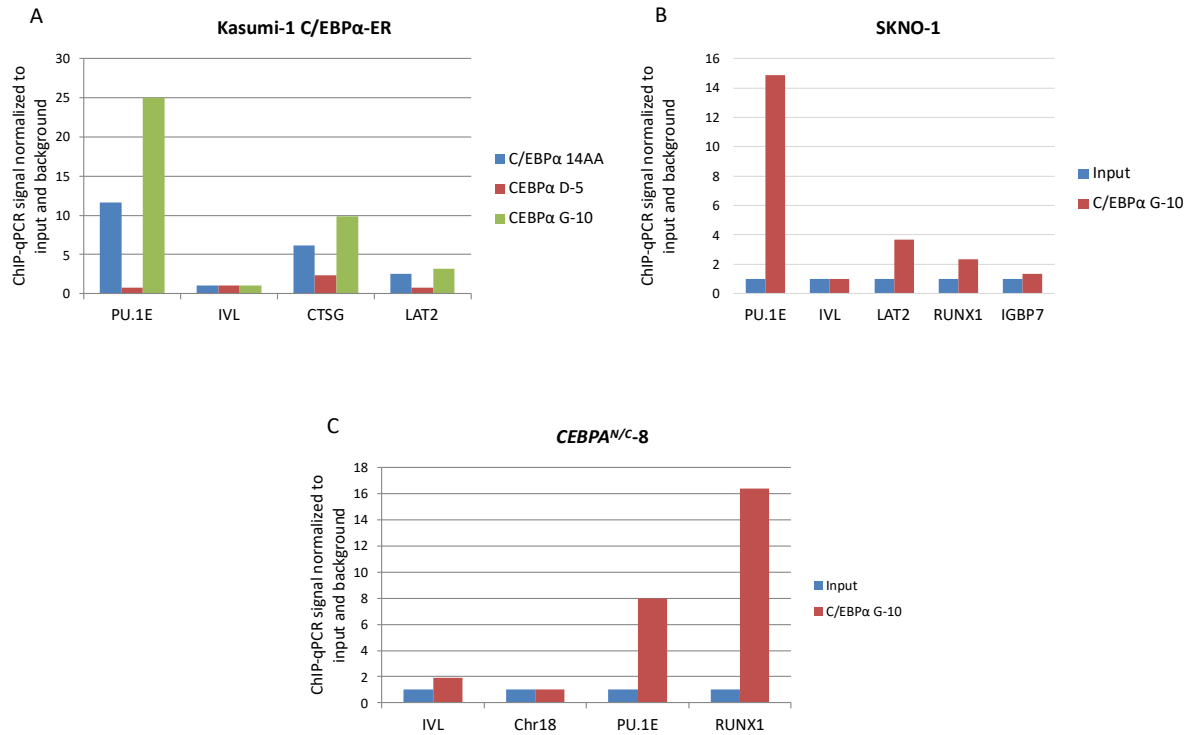 A
Kasumi-1 C/EBPα-ER
ChIP-qPCR signal normalized to
input and background
30
25
20
15
10
5
0
PU.1E IVL CTSG LAT2
C/EBPα 14AA
CEBPα D-5
CEBPα G-10
B
SKNO-1
ChIP-qPCR signal normalized to
input and background
16
14
12
10
8
6
4
2
0
PU.1E IVL LAT2 RUNX1 IGBP7
Input
C/EBPα G-10
C
CEBPA^N/C-8
ChIP-qPCR signal normalized to
input and background
18
16
14
12
10
8
6
4
2
0
IVL Chr18 PU.1E RUNX1
Input
C/EBPα G-10